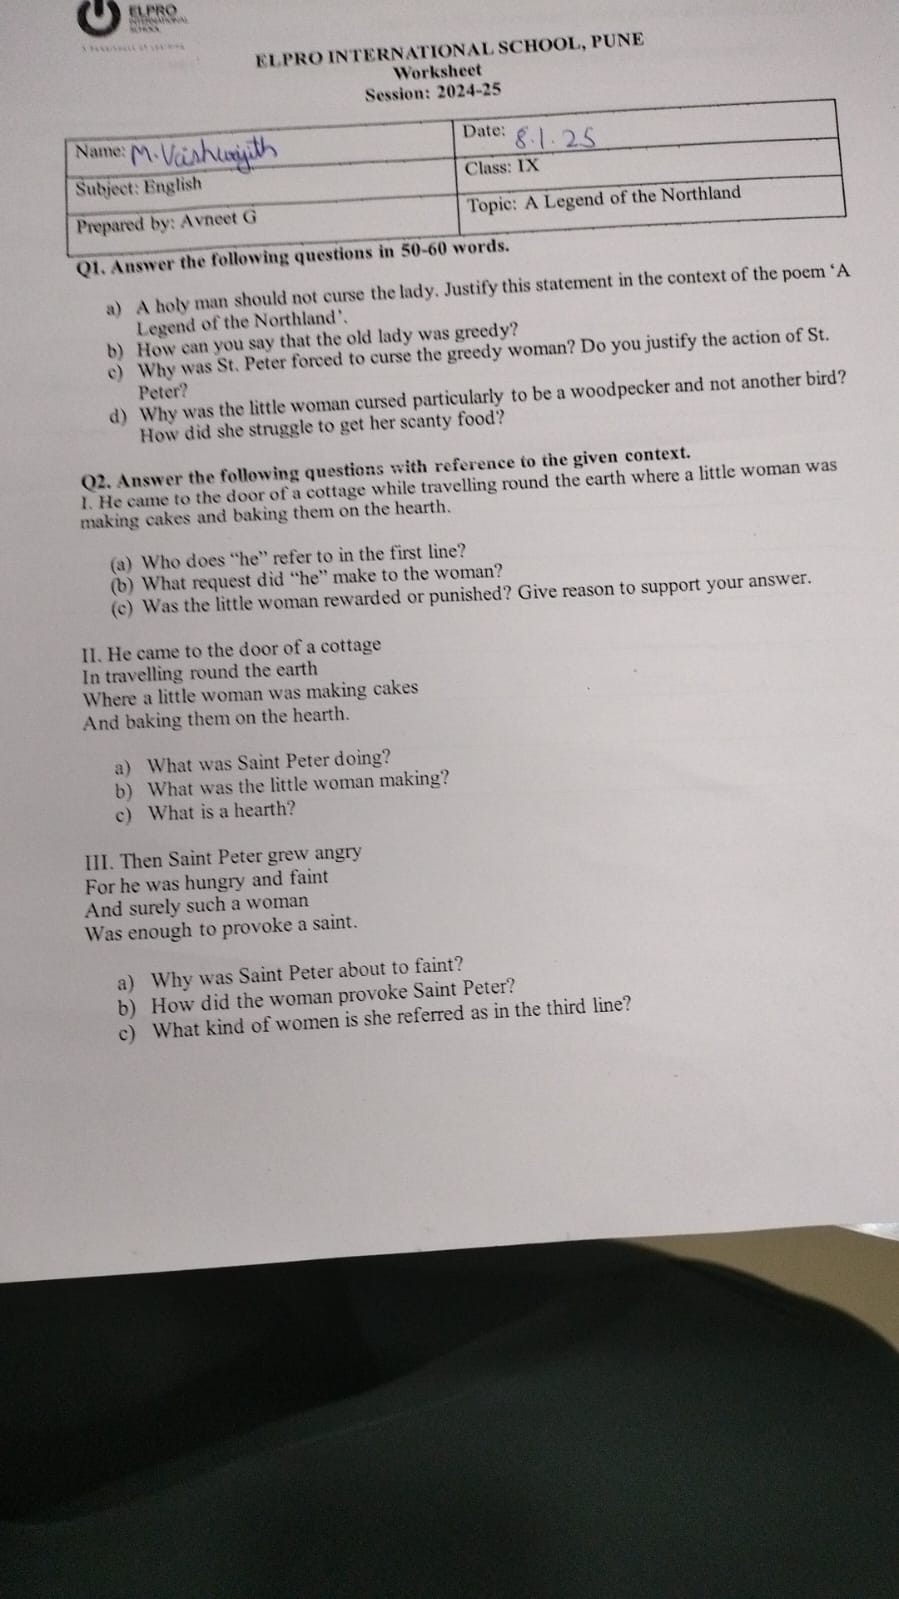 ELPRO
INTERNATIONAL
SCHOOL
ELPRO INTERNATIONAL SCHOOL, PUNE
Worksheet
Session: 2024-25
Name: M. Vaishwajith
Date: 8.1.25
Subject: English
Class: IX
Prepared by: Avneet G
Topic: A Legend of the Northland
Q1. Answer the following questions in 50-60 words.
a) A holy man should not curse the lady. Justify this statement in the context of the poem ‘A
Legend of the Northland’.
b) How can you say that the old lady was greedy?
c) Why was St. Peter forced to curse the greedy woman? Do you justify the action of St.
Peter?
d) Why was the little woman cursed particularly to be a woodpecker and not another bird?
How did she struggle to get her scanty food?
Q2. Answer the following questions with reference to the given context.
I. He came to the door of a cottage while travelling round the earth where a little woman was
making cakes and baking them on the hearth.
(a) Who does “he” refer to in the first line?
(b) What request did “he” make to the woman?
(c) Was the little woman rewarded or punished? Give reason to support your answer.
II. He came to the door of a cottage
In travelling round the earth
Where a little woman was making cakes
And baking them on the hearth.
a) What was Saint Peter doing?
b) What was the little woman making?
c) What is a hearth?
III. Then Saint Peter grew angry
For he was hungry and faint
And surely such a woman
Was enough to provoke a saint.
a) Why was Saint Peter about to faint?
b) How did the woman provoke Saint Peter?
c) What kind of women is she referred as in the third line?